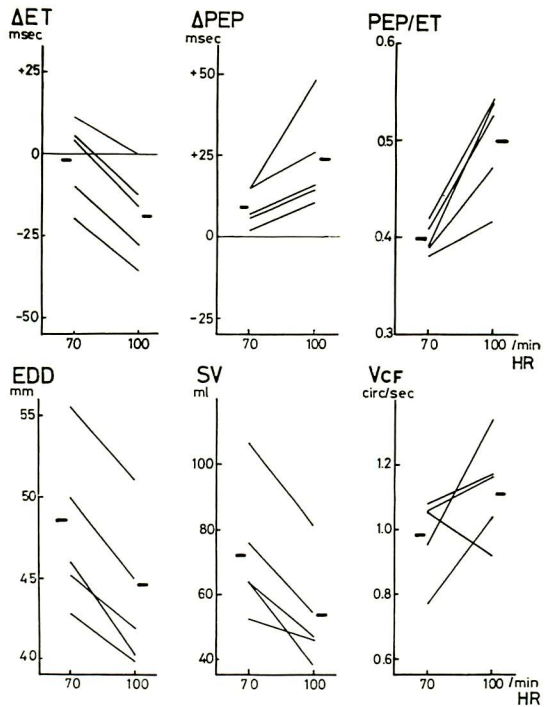 ΔET
msec
+25
0
-25
-50
70 100
ΔPEP
msec
+50
+25
0
-25
70 100
PEP/ET
0.6
0.5
0.4
0.3
70 100 /min
HR
EDD
mm
55
50
45
40
70 100
SV
ml
100
80
60
40
70 100
VCF
circ/sec
1.2
1.0
0.8
0.6
70 100 /min
HR